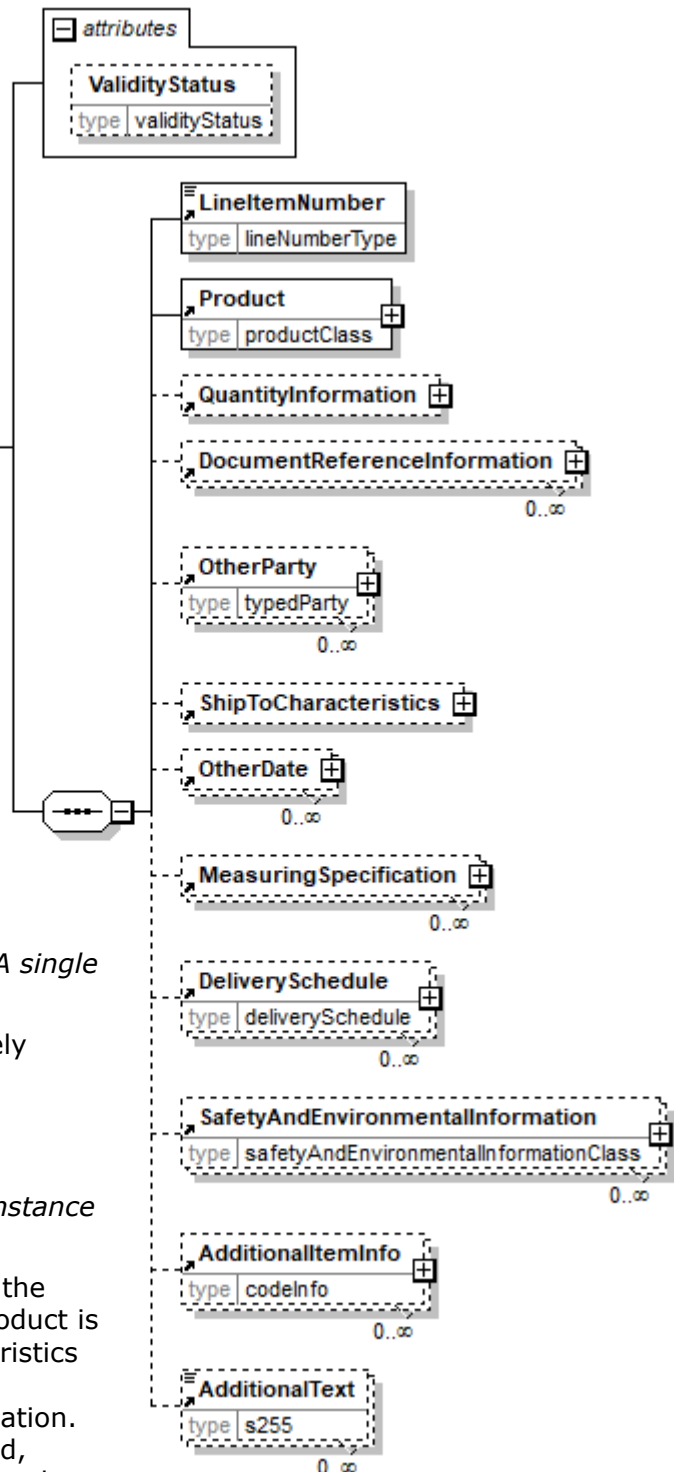 attributes
ValidityStatus
type validityStatus
LineItemNumber
type lineNumberType
Product
type productClass
QuantityInformation
DocumentReferenceInformation
0..∞
OtherParty
type typedParty
0..∞
ShipToCharacteristics
OtherDate
0..∞
MeasuringSpecification
0..∞
A single
DeliverySchedule
type deliverySchedule
ely
0..∞
SafetyAndEnvironmentalInformation
type safetyAndEnvironmentalInformationClass
0..∞
nstance
AdditionalItemInfo
the
type codeInfo
oduct is
0..∞
ristics
AdditionalText
ation.
type s255
d,
0..∞